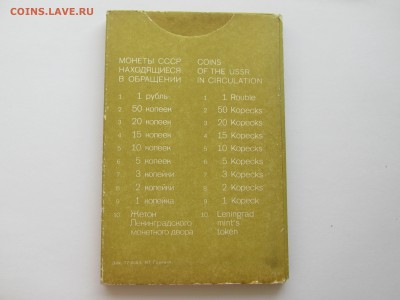 COINS.LAVE.RU
МОНЕТЫ СССР
НАХОДЯЩИЕСЯ
В ОБРАЩЕНИИ
1. 1 рубль
2. 50 копеек
3. 20 копеек
4. 15 копеек
5. 10 копеек
6. 5 копеек
7. 3 копейки
8. 2 копейки
9. 1 копейка
10. Жетон
Ленинградского
монетного двора
COINS
OF THE USSR
IN CIRCULATION
1. 1 Rouble
2. 50 Kopecks
3. 20 Kopecks
4. 15 Kopecks
5. 10 Kopecks
6. 5 Kopecks
7. 3 Kopecks
8. 2 Kopecks
9. 1 Kopeck
10. Leningrad
mint's
token